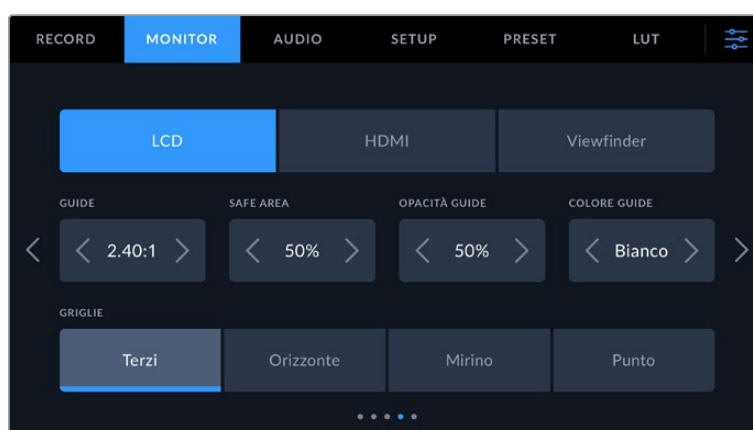 RECORD MONITOR AUDIO SETUP PRESET LUT
LCD HDMI Viewfinder
GUIDE SAFE AREA OPACITÀ GUIDE COLORE GUIDE
2.40:1 50% 50% Bianco
GRIGLIE
Terzi Orizzonte Mirino Punto